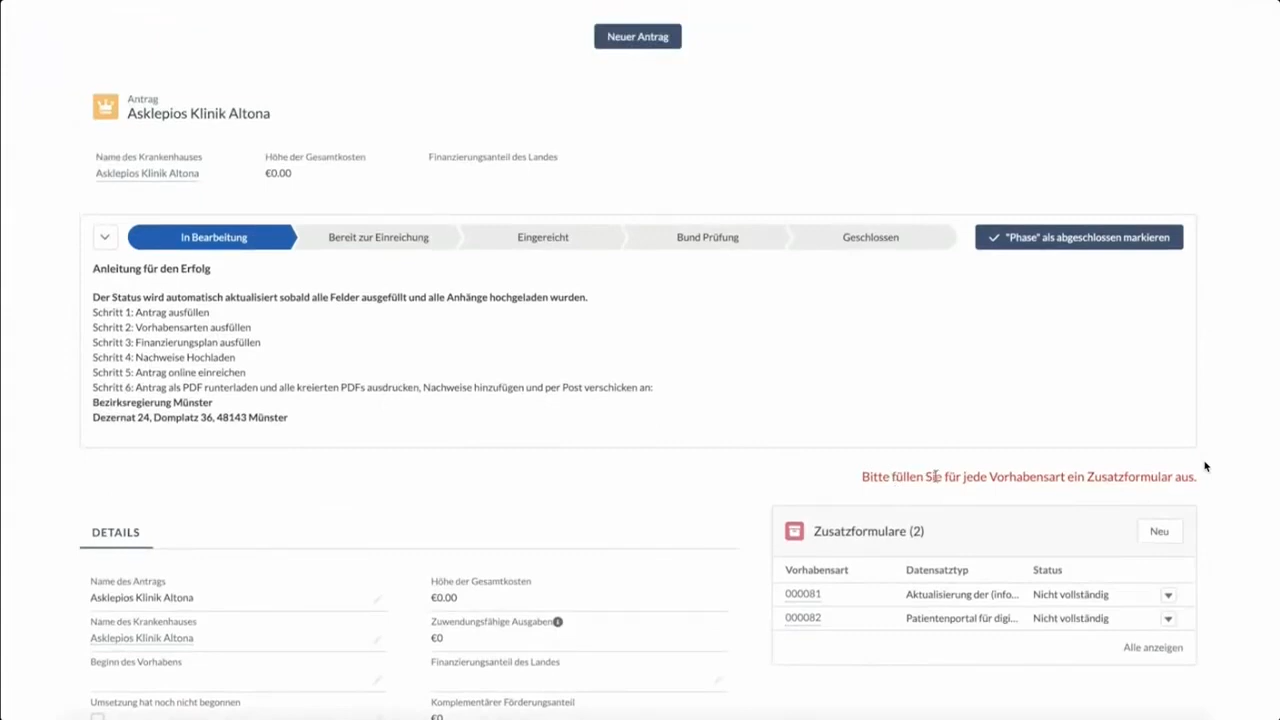 Neuer Antrag
Antrag
Asklepios Klinik Altona
Name des Krankenhauses
Höhe der Gesamtkosten
Finanzierungsanteil des Landes
Asklepios Klinik Altona
€0.00
In Bearbeitung
Bereit zur Einreichung
Eingereicht
Bund Prüfung
Geschlossen
"Phase" als abgeschlossen markieren
Anleitung für den Erfolg
Der Status wird automatisch aktualisiert sobald alle Felder ausgefüllt und alle Anhänge hochgeladen wurden.
Schritt 1: Antrag ausfüllen
Schritt 2: Vorhabensarten ausfüllen
Schritt 3: Finanzierungsplan ausfüllen
Schritt 4: Nachweise Hochladen
Schritt 5: Antrag online einreichen
Schritt 6: Antrag als PDF runterladen und alle kreierten PDFs ausdrucken, Nachweise hinzufügen und per Post verschicken an:
Bezirksregierung Münster
Dezernat 24, Domplatz 36, 48143 Münster
Bitte füllen Sie für jede Vorhabensart ein Zusatzformular aus.
DETAILS
Name des Antrags
Asklepios Klinik Altona
Name des Krankenhauses
Asklepios Klinik Altona
Beginn des Vorhabens
Umsetzung hat noch nicht begonnen
Höhe der Gesamtkosten
€0.00
Zuwendungsfähige Ausgaben
€0
Finanzierungsanteil des Landes
Komplementärer Förderungsanteil
€0
Zusatzformulare (2)
Neu
Vorhabensart Datensatztyp Status
000081 Aktualisierung der (info... Nicht vollständig
000082 Patientenportal für digi... Nicht vollständig
Alle anzeigen